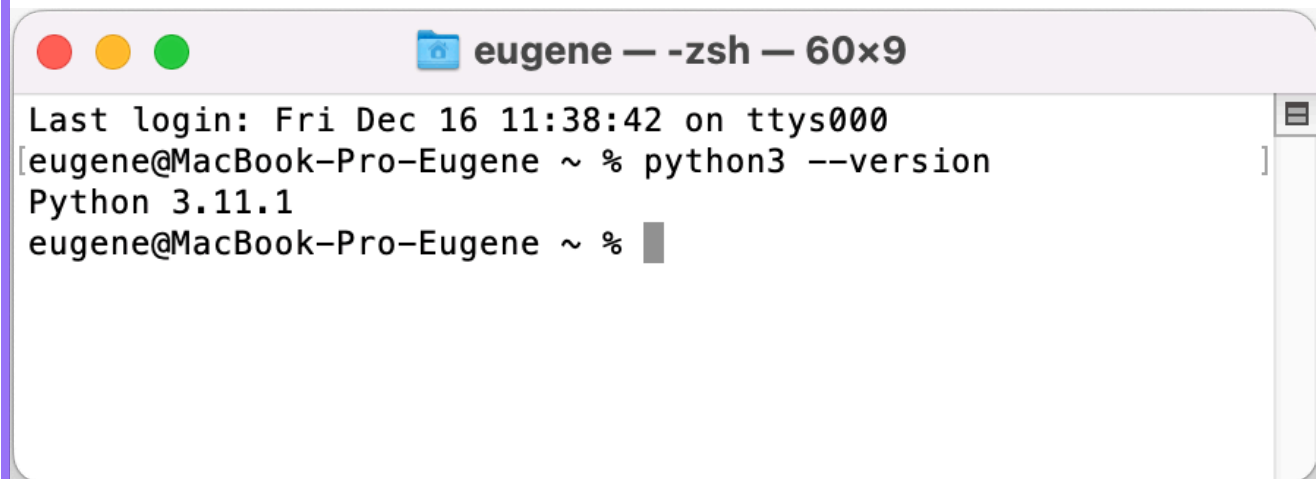 eugene — -zsh — 60×9
Last login: Fri Dec 16 11:38:42 on ttys000
[eugene@MacBook-Pro-Eugene ~ % python3 --version ]
Python 3.11.1
eugene@MacBook-Pro-Eugene ~ %